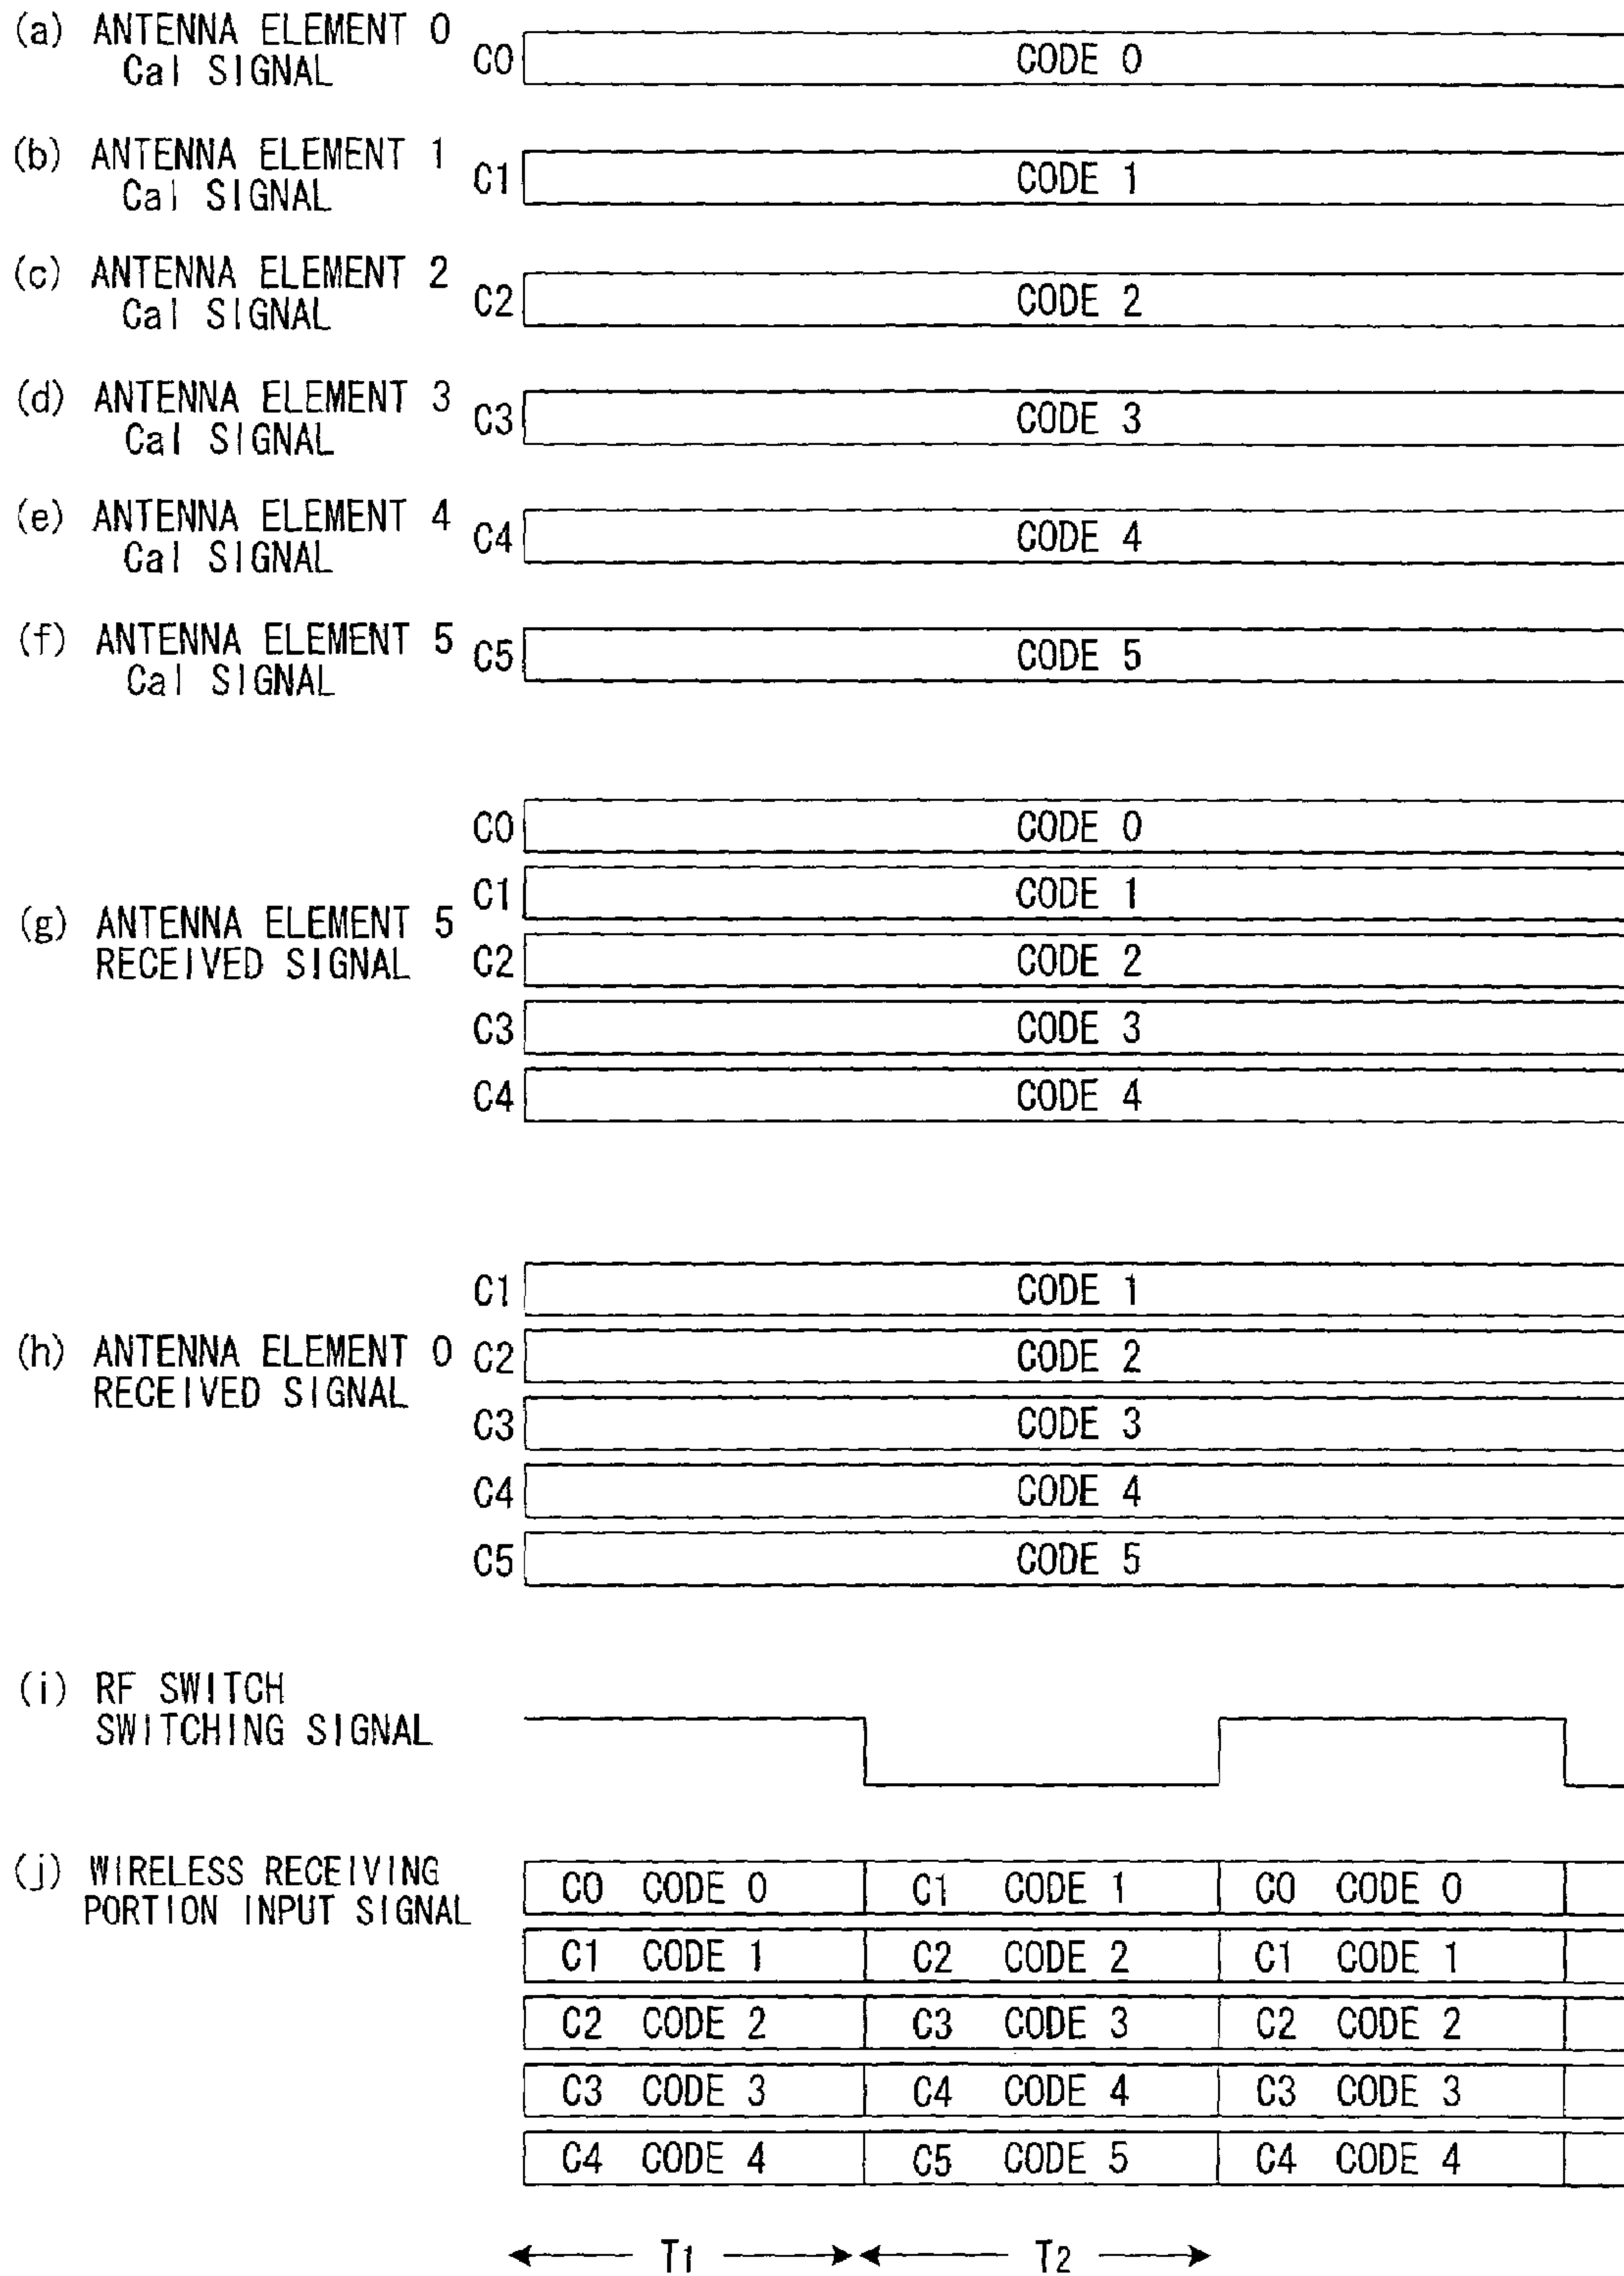 (a) ANTENNA ELEMENT 0
Cal SIGNAL
C0 CODE 0
(b) ANTENNA ELEMENT 1
Cal SIGNAL
C1 CODE 1
(c) ANTENNA ELEMENT 2
Cal SIGNAL
C2 CODE 2
(d) ANTENNA ELEMENT 3
Cal SIGNAL
C3 CODE 3
(e) ANTENNA ELEMENT 4
Cal SIGNAL
C4 CODE 4
(f) ANTENNA ELEMENT 5
Cal SIGNAL
C5 CODE 5
(g) ANTENNA ELEMENT 5
RECEIVED SIGNAL
C0 CODE 0
C1 CODE 1
C2 CODE 2
C3 CODE 3
C4 CODE 4
(h) ANTENNA ELEMENT 0
RECEIVED SIGNAL
C1 CODE 1
C2 CODE 2
C3 CODE 3
C4 CODE 4
C5 CODE 5
(i) RF SWITCH
SWITCHING SIGNAL
(j) WIRELESS RECEIVING
PORTION INPUT SIGNAL
C0 CODE 0 C1 CODE 1 C0 CODE 0
C1 CODE 1 C2 CODE 2 C1 CODE 1
C2 CODE 2 C3 CODE 3 C2 CODE 2
C3 CODE 3 C4 CODE 4 C3 CODE 3
C4 CODE 4 C5 CODE 5 C4 CODE 4
T1 T2